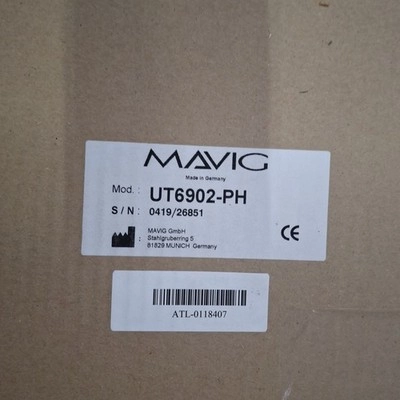 MAVIG
Made in Germany
Mod.: UT6902-PH
S / N : 0419/26851
MAVIG GmbH
Stahlgruberring 5
81829 MUNICH Germany
CE
ATL-0118407